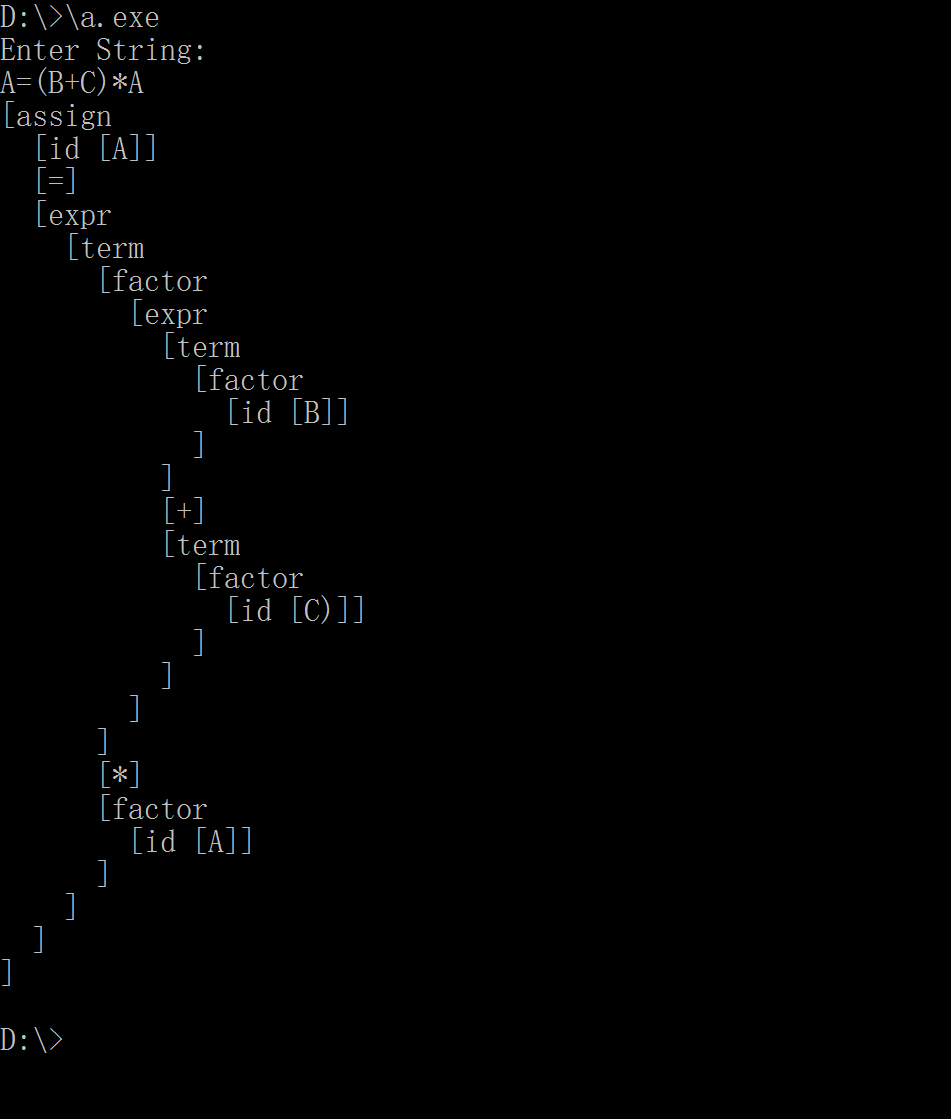 D:\>\a.exe
Enter String:
A=(B+C)*A
[assign
  [id [A]]
  [=]
  [expr
    [term
      [factor
        [expr
          [term
            [factor
              [id [B]]
            ]
          ]
          [+]
          [term
            [factor
              [id [C)]]
            ]
          ]
        ]
      ]
      [*]
      [factor
        [id [A]]
      ]
    ]
  ]
]
D:\>